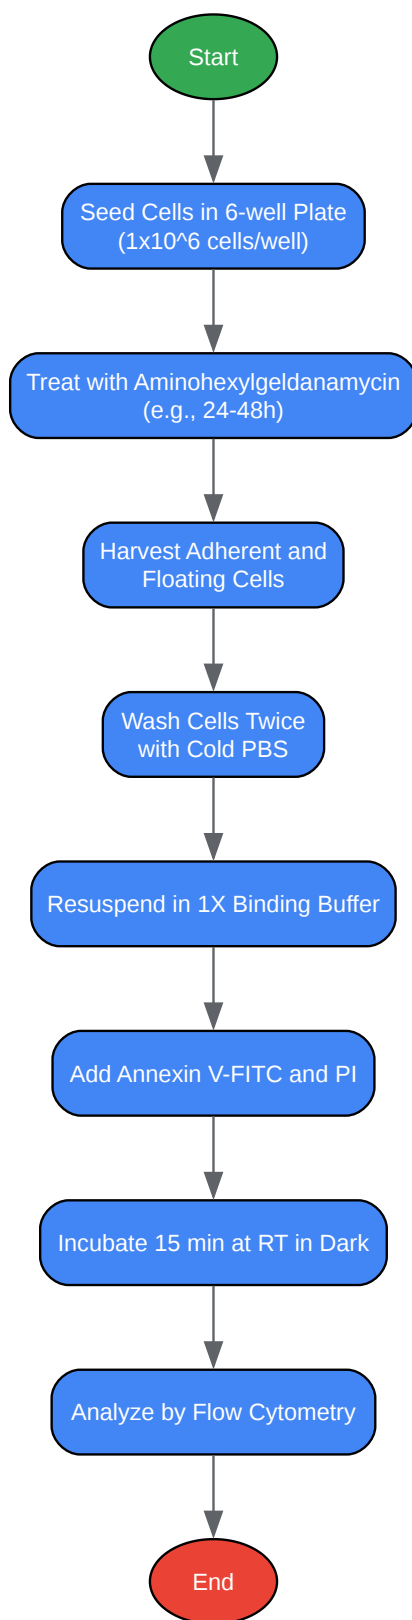 Start
Seed Cells in 6-well Plate
(1x10^6 cells/well)
Treat with Aminohexylgeldanamycin
(e.g., 24-48h)
Harvest Adherent and
Floating Cells
Wash Cells Twice
with Cold PBS
Resuspend in 1X Binding Buffer
Add Annexin V-FITC and PI
Incubate 15 min at RT in Dark
Analyze by Flow Cytometry
End